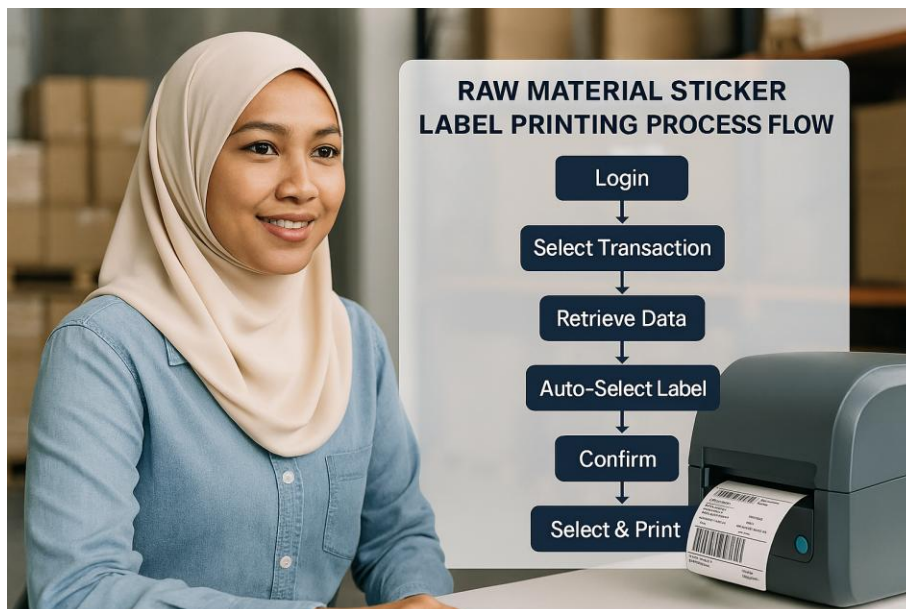 RAW MATERIAL STICKER
LABEL PRINTING PROCESS FLOW
Login
Select Transaction
Retrieve Data
Auto-Select Label
Confirm
Select & Print